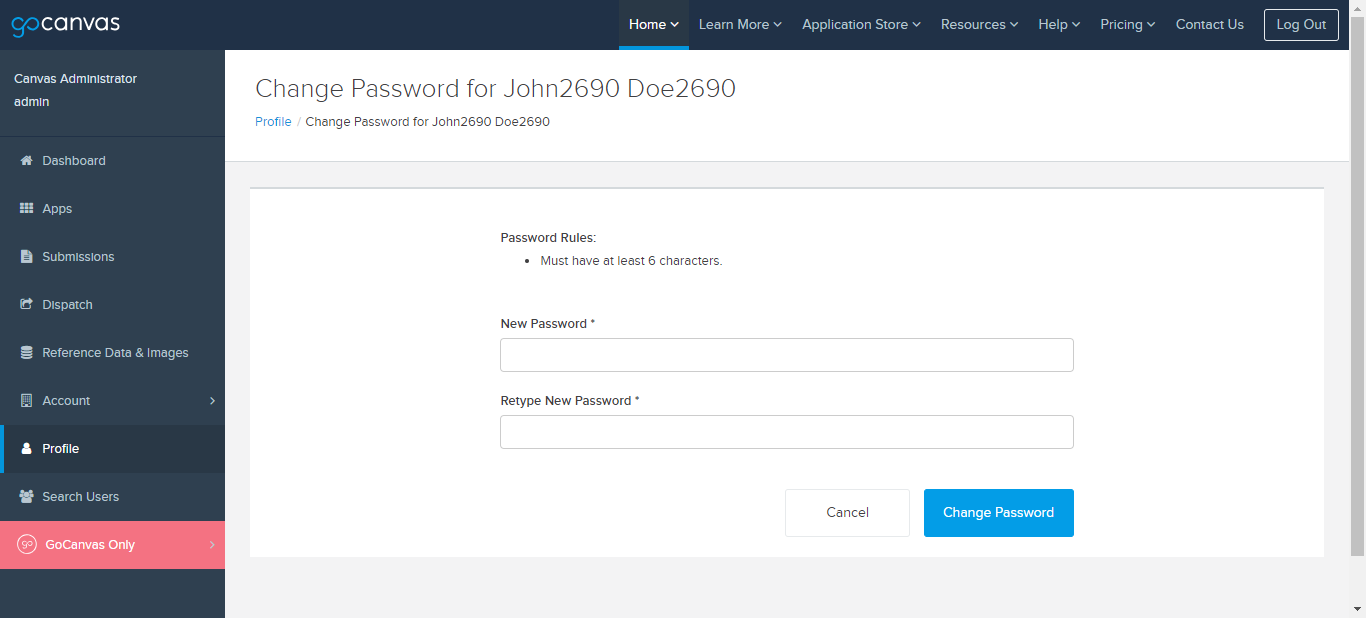 gocanvas
Home Learn More Application Store Resources Help Pricing Contact Us Log Out
Canvas Administrator
admin
Dashboard
Apps
Submissions
Dispatch
Reference Data & Images
Account
Profile
Search Users
go GoCanvas Only
Change Password for John2690 Doe2690
Profile / Change Password for John2690 Doe2690
Password Rules:
• Must have at least 6 characters.
New Password *
Retype New Password *
Cancel Change Password